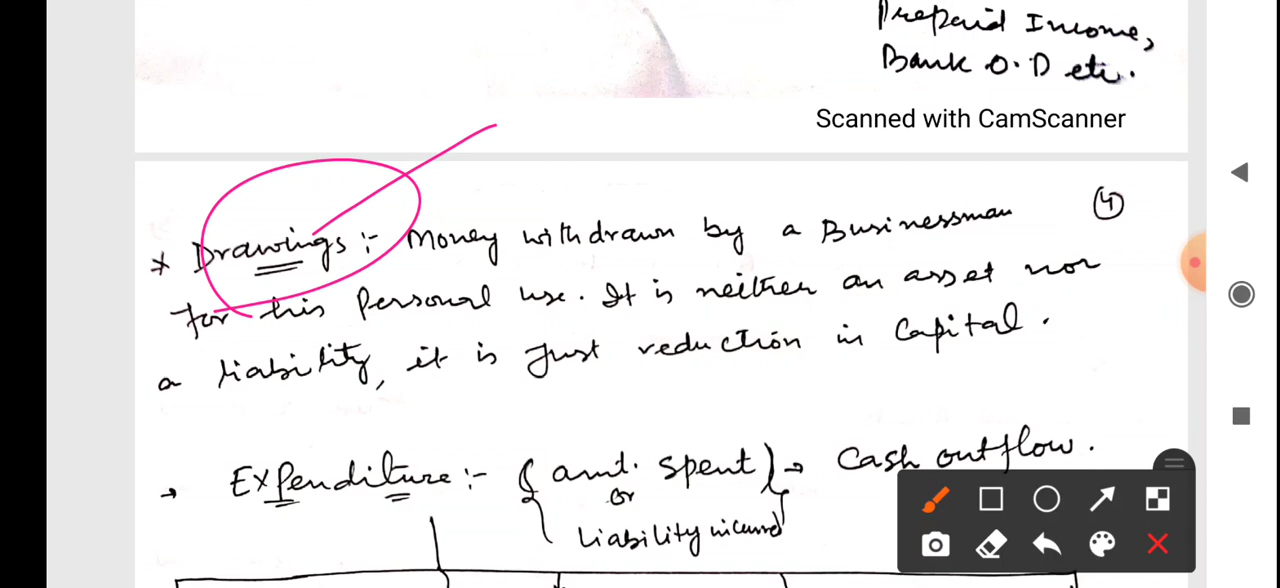 Prepaid Income,
Bank O.D etc.
Scanned with CamScanner
④
* Drawings :- Money withdrawn by a Businessman
for this Personal use. It is neither an asset nor
a liability, it is Just reduction in Capital.
→ Expenditure :- { amt. spent } → Cash outflow.
or
liability incurred